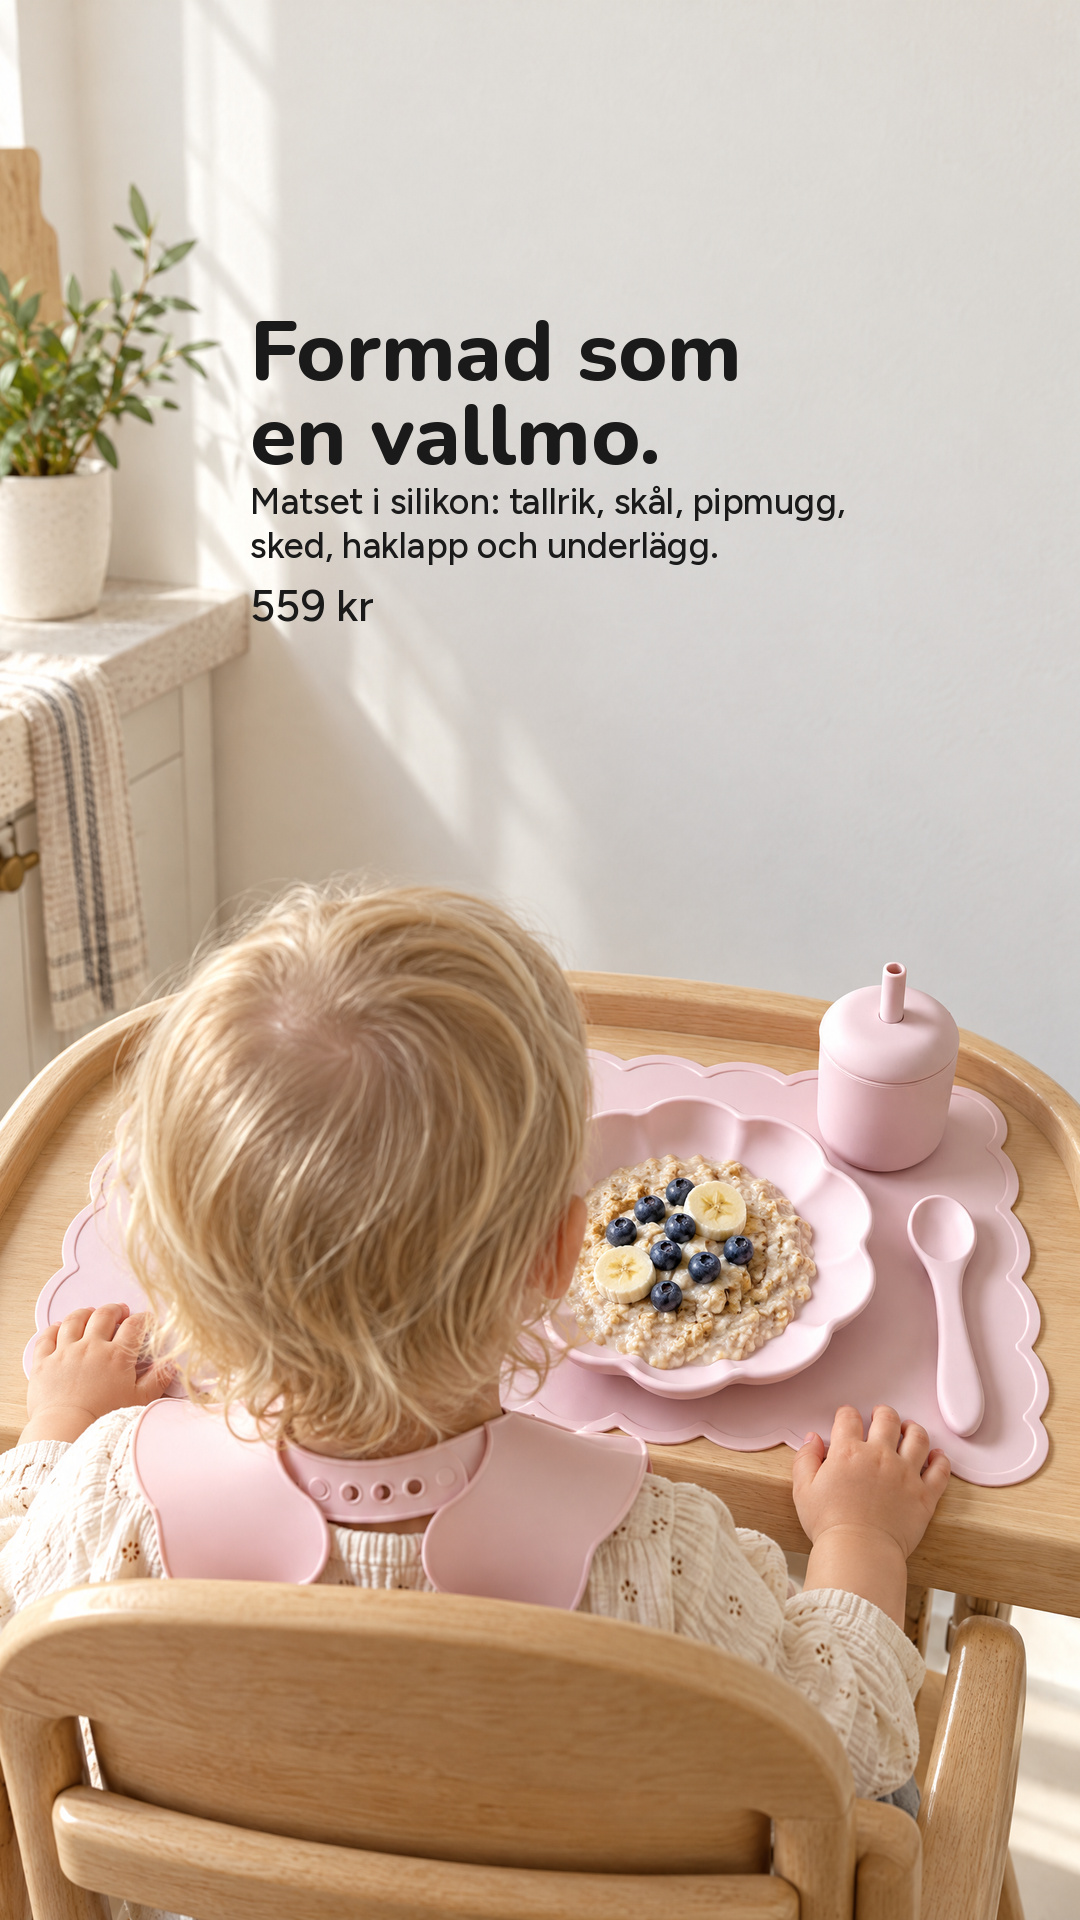 Formad som
en vallmo.
Matset i silikon: tallrik, skål, pipmugg,
sked, haklapp och underlägg.
559 kr